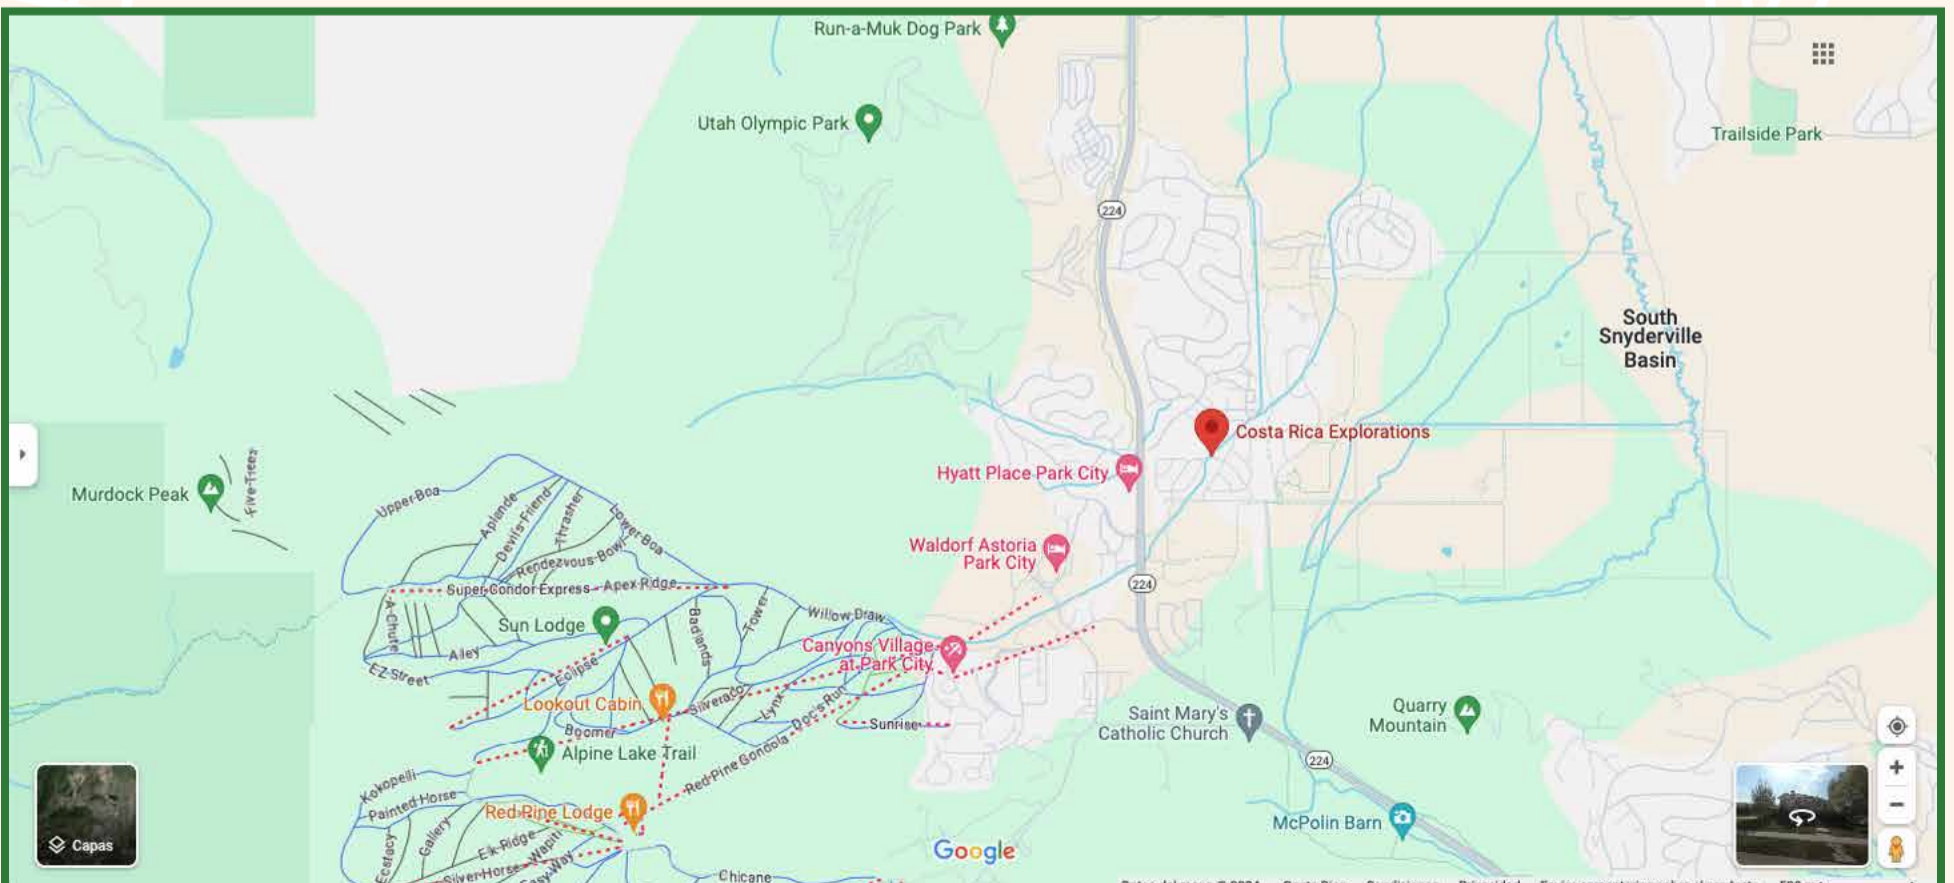 Run-a-Muk Dog Park
Utah Olympic Park
Trailside Park
224
South
Snyderville
Basin
Costa Rica Explorations
Hyatt Place Park City
Murdock Peak
Five-Trees
Upper-Boa
Aplande
Devils-Friend
Thrasher
Lower-Boa
Rendezvous-Bowl
Waldorf Astoria
Park City
Super-Condor Express
Apex-Ridge
224
A-Chute
Sun Lodge
Badlands
Tower
Willow Draw
Alley
EZ-Street
Eclipse
Canyons Village
at Park City
Lookout Cabin
Silverado
Lynx
Doc's Run
Sunrise
Boomer
Alpine Lake Trail
Saint Mary's
Catholic Church
Quarry
Mountain
224
Red-Pine Gondola
Kokopelli
Painted-Horse
Red Pine Lodge
Ecstacy
Gallery
Elk-Ridge
Wapiti
Silver-Horse
Chicane
McPolin Barn
Capas
Google